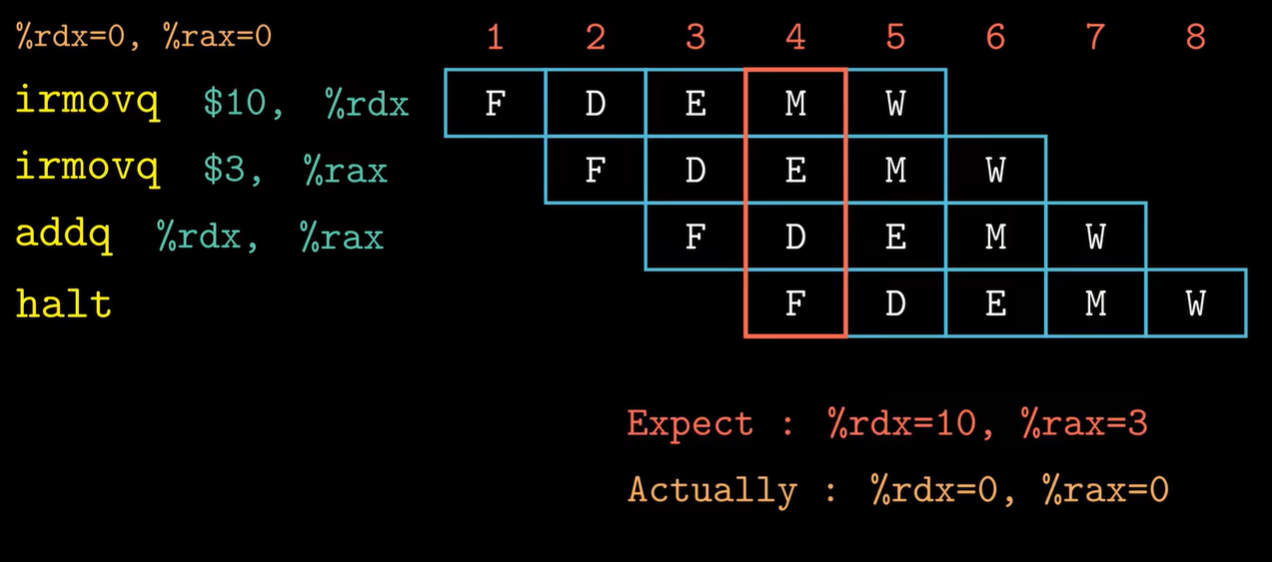 %rdx=0, %rax=0 1 2 3 4 5 6 7 8
irmovq $10, %rdx F D E M W
irmovq $3, %rax F D E M W
addq %rdx, %rax F D E M W
halt F D E M W
Expect : %rdx=10, %rax=3
Actually : %rdx=0, %rax=0